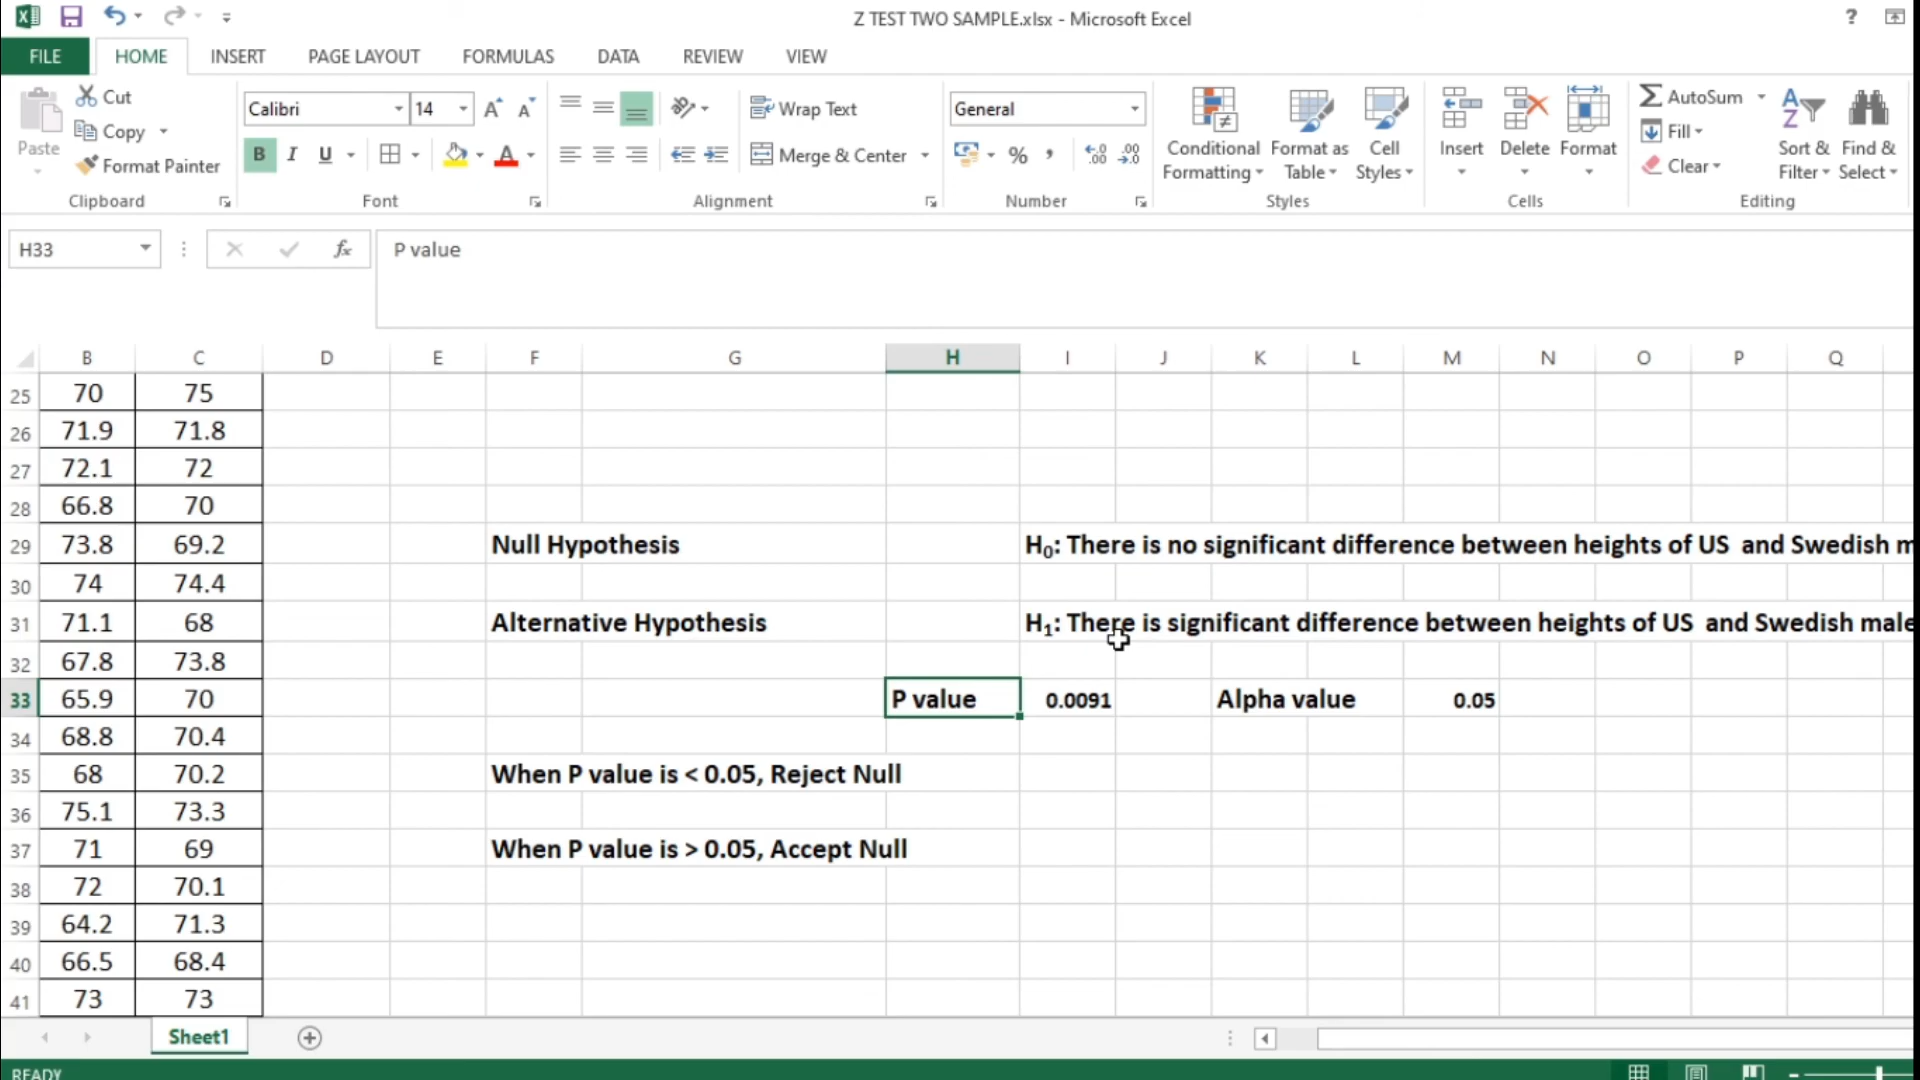 Z TEST TWO SAMPLE.xlsx - Microsoft Excel
?
FILE HOME INSERT PAGE LAYOUT FORMULAS DATA REVIEW VIEW
Paste
Cut
Copy
Format Painter
Clipboard
Calibri 14
B I U
Font
Wrap Text
Merge & Center
Alignment
General
% ,
Number
Conditional Formatting
Format as Table
Cell Styles
Styles
Insert
Delete
Format
Cells
AutoSum
Fill
Clear
Sort & Filter
Find & Select
Editing
H33 fx P value
B C D E F G H I J K L M N O P Q
25 70 75
26 71.9 71.8
27 72.1 72
28 66.8 70
29 73.8 69.2 Null Hypothesis H₀: There is no significant difference between heights of US and Swedish m
30 74 74.4
31 71.1 68 Alternative Hypothesis H₁: There is significant difference between heights of US and Swedish male
32 67.8 73.8
33 65.9 70 P value 0.0091 Alpha value 0.05
34 68.8 70.4
35 68 70.2 When P value is < 0.05, Reject Null
36 75.1 73.3
37 71 69 When P value is > 0.05, Accept Null
38 72 70.1
39 64.2 71.3
40 66.5 68.4
41 73 73
Sheet1
READY